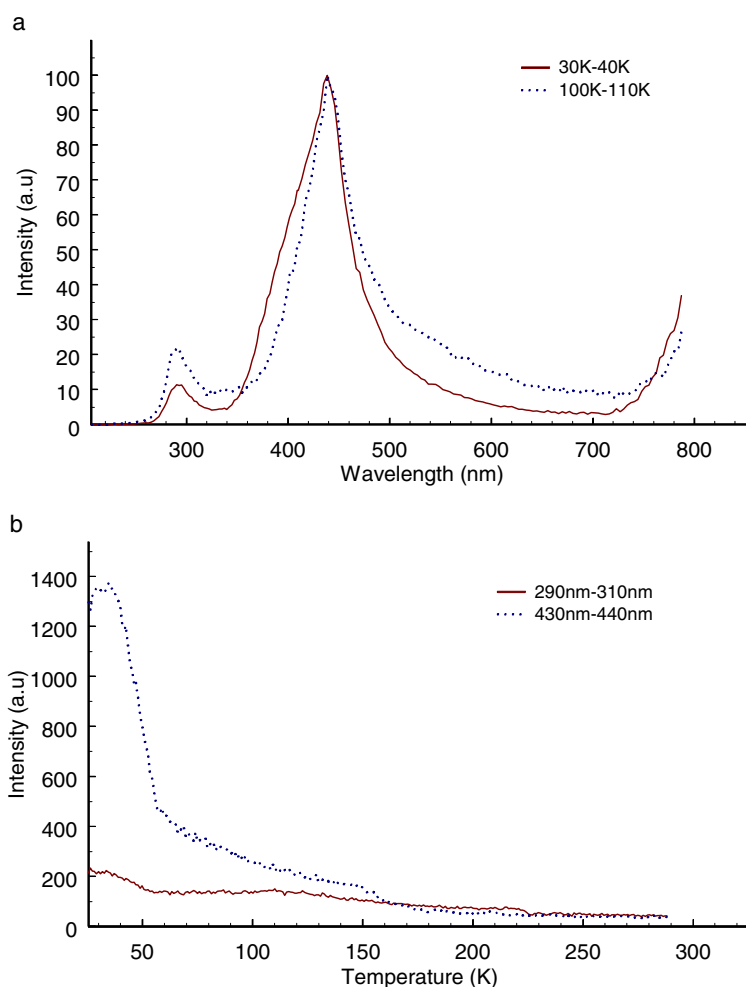 a
100
90
80
70
60
50
40
30
20
10
0
Intensity (a.u)
30K-40K
100K-110K
300 400 500 600 700 800
Wavelength (nm)
b
1400
1200
1000
800
600
400
200
0
Intensity (a.u)
290nm-310nm
430nm-440nm
50 100 150 200 250 300
Temperature (K)